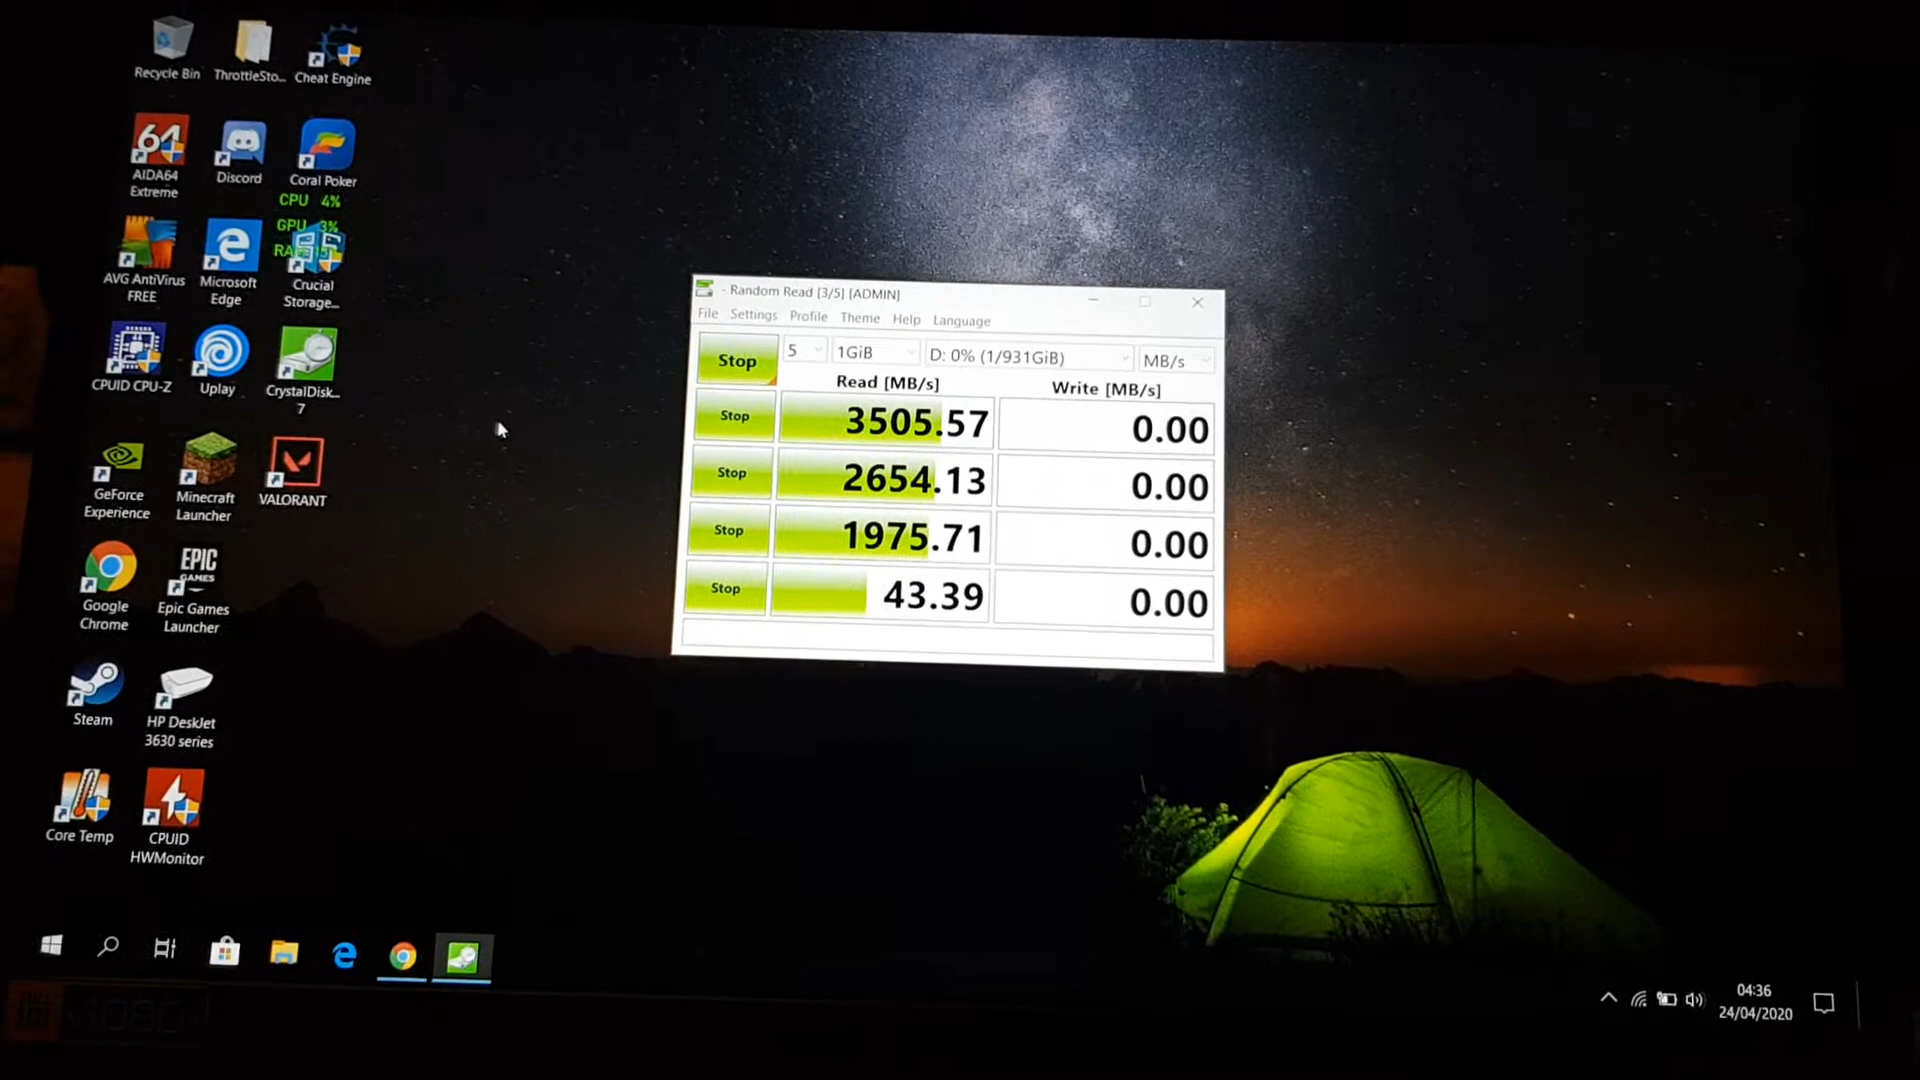 Recycle Bin
ThrottleSto...
Cheat Engine
64
AIDA64
Extreme
Discord
Coral Poker
CPU 4%
GPU 3%
AVG AntiVirus
FREE
Microsoft
Edge
Crucial
Storage...
CPUID CPU-Z
Uplay
CrystalDisk...
7
GeForce
Experience
Minecraft
Launcher
VALORANT
Google
Chrome
EPIC
GAMES
Epic Games
Launcher
Steam
HP DeskJet
3630 series
Core Temp
CPUID
HWMonitor
- Random Read [3/5] [ADMIN]
File Settings Profile Theme Help Language
Stop 5 1GiB D: 0% (1/931GiB) MB/s
Read [MB/s] Write [MB/s]
Stop 3505.57 0.00
Stop 2654.13 0.00
Stop 1975.71 0.00
Stop 43.39 0.00
04:36
24/04/2020